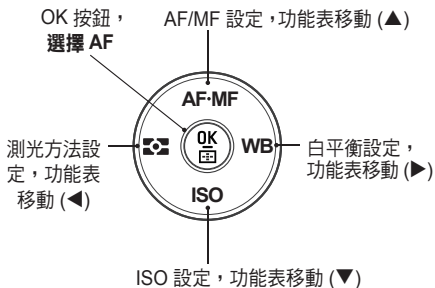 OK 按鈕，
選擇 AF
AF/MF 設定，功能表移動 (▲)
AF·MF
測光方法設
定，功能表
移動 (◀)
OK
WB
白平衡設定，
功能表移動 (▶)
ISO
ISO 設定，功能表移動 (▼)